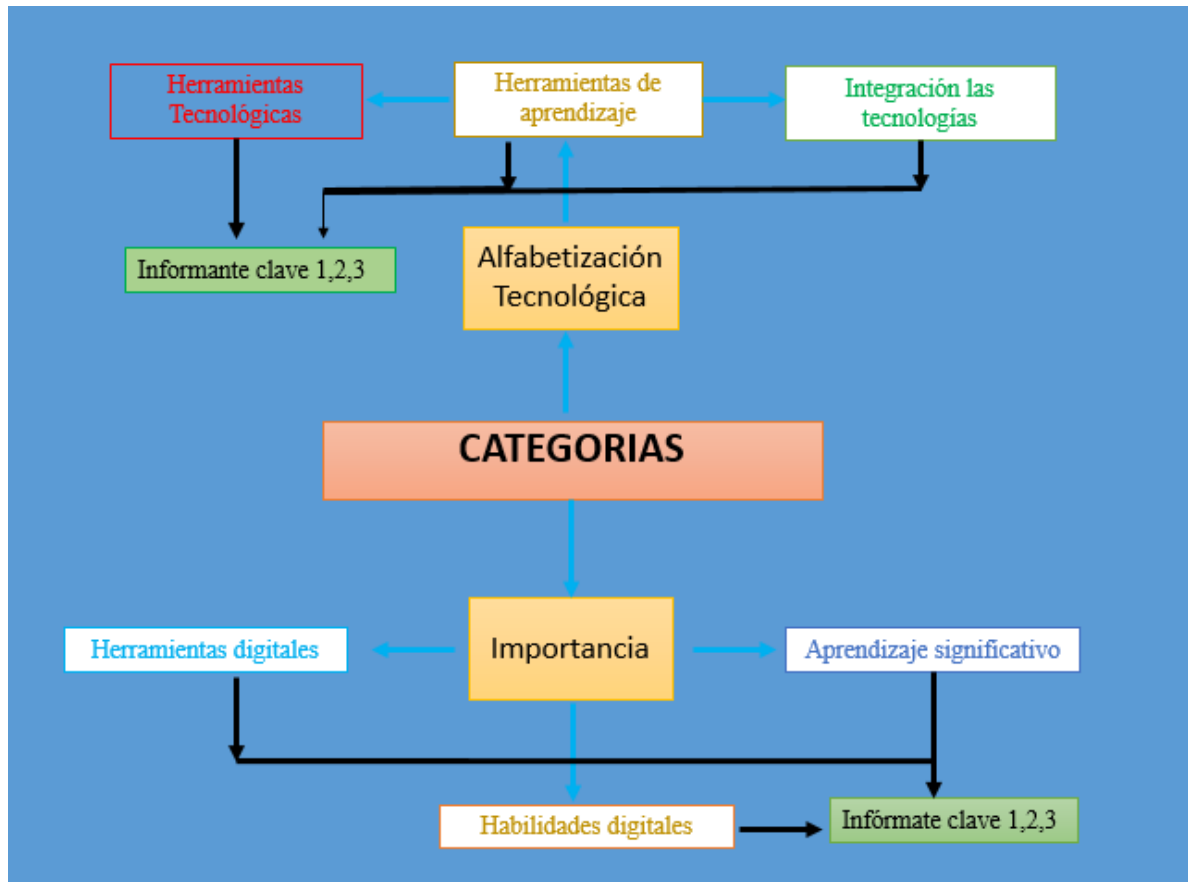 Herramientas
Tecnológicas
Herramientas de
aprendizaje
Integración las
tecnologías
Informante clave 1,2,3
Alfabetización
Tecnológica
CATEGORIAS
Importancia
Herramientas digitales
Aprendizaje significativo
Habilidades digitales
Infórmate clave 1,2,3